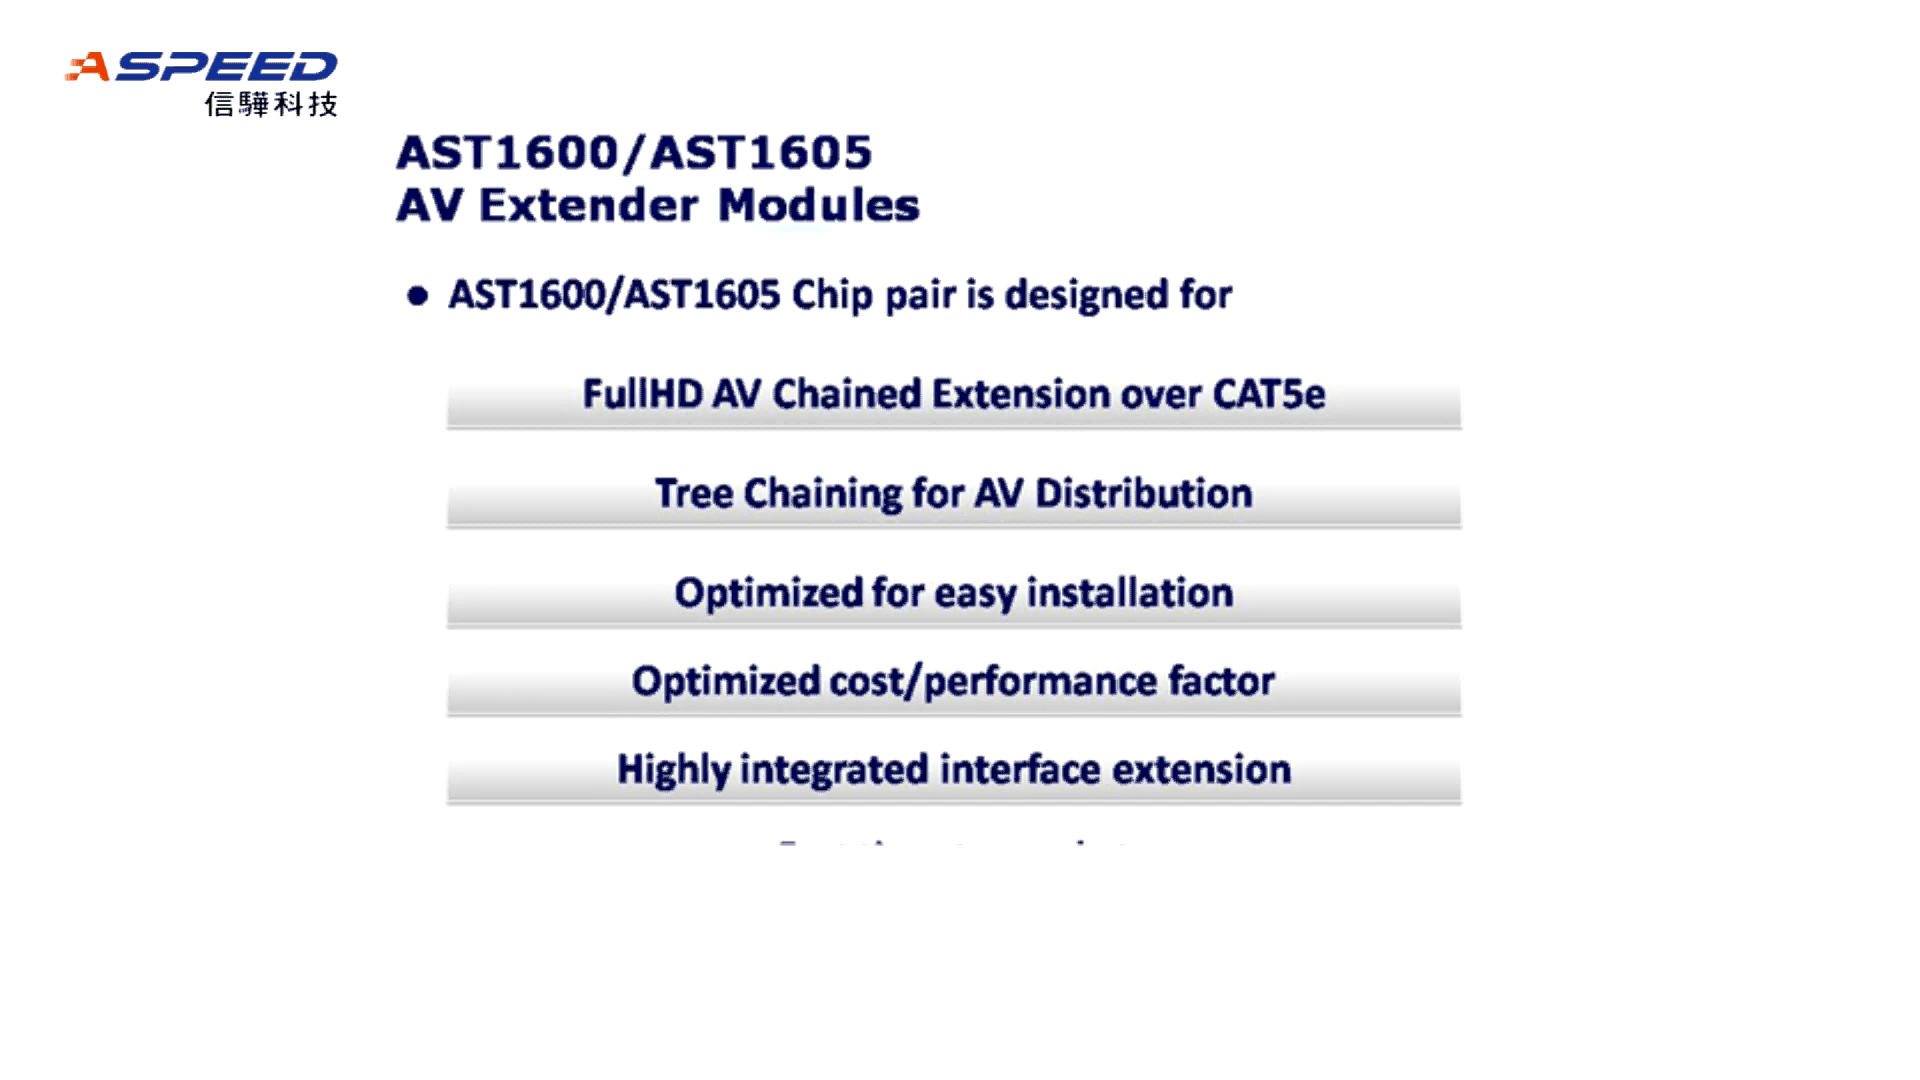 ASPEED
信驊科技
AST1600/AST1605
AV Extender Modules
● AST1600/AST1605 Chip pair is designed for
FullHD AV Chained Extension over CAT5e
Tree Chaining for AV Distribution
Optimized for easy installation
Optimized cost/performance factor
Highly integrated interface extension